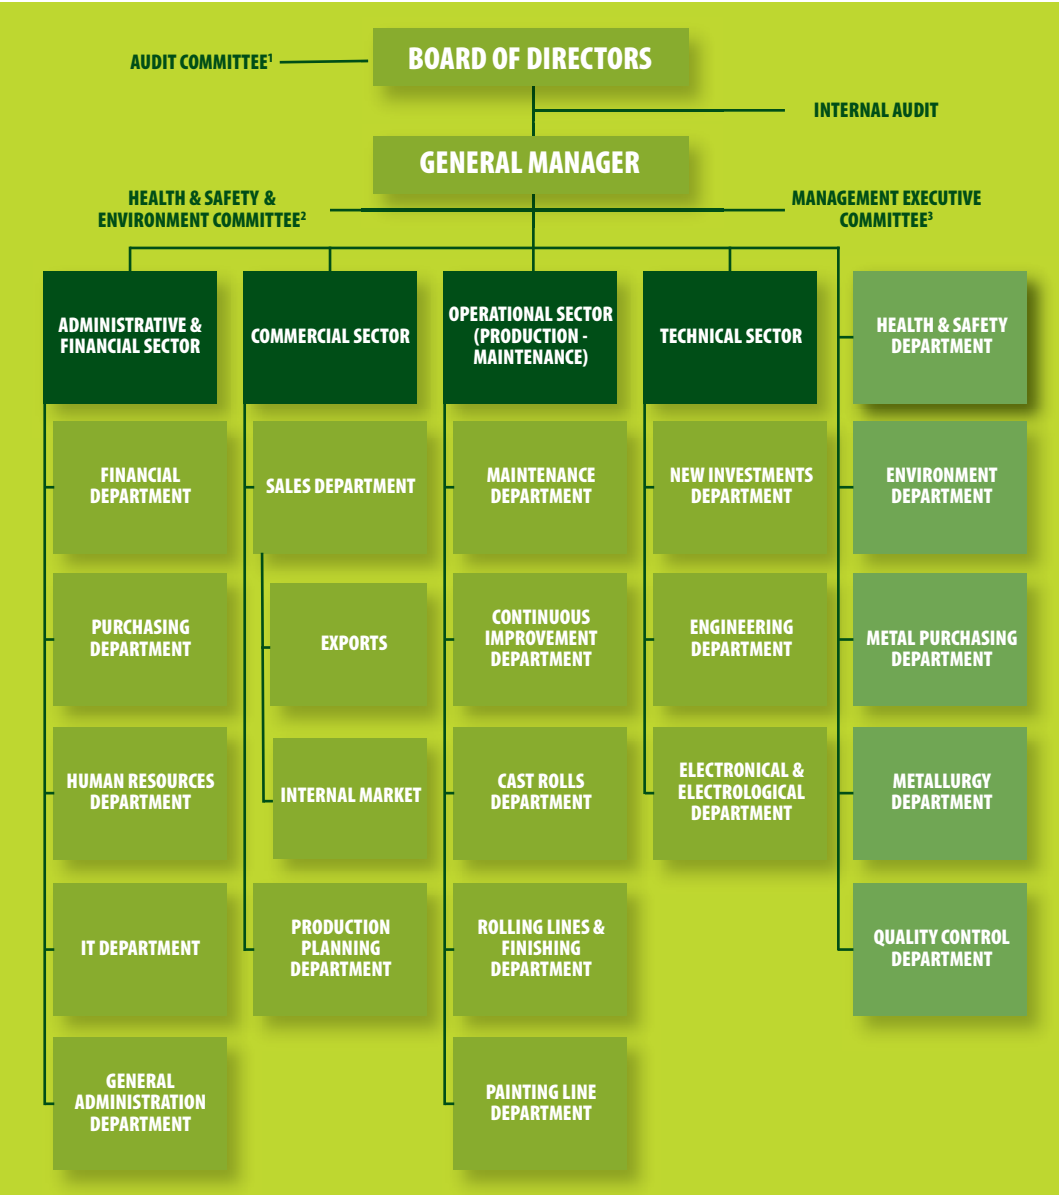 BOARD OF DIRECTORS
AUDIT COMMITTEE¹
INTERNAL AUDIT
GENERAL MANAGER
HEALTH & SAFETY &
ENVIRONMENT COMMITTEE²
MANAGEMENT EXECUTIVE
COMMITTEE³
ADMINISTRATIVE &
FINANCIAL SECTOR
FINANCIAL
DEPARTMENT
PURCHASING
DEPARTMENT
HUMAN RESOURCES
DEPARTMENT
IT DEPARTMENT
GENERAL
ADMINISTRATION
DEPARTMENT
COMMERCIAL SECTOR
SALES DEPARTMENT
EXPORTS
INTERNAL MARKET
PRODUCTION
PLANNING
DEPARTMENT
OPERATIONAL SECTOR
(PRODUCTION -
MAINTENANCE)
MAINTENANCE
DEPARTMENT
CONTINUOUS
IMPROVEMENT
DEPARTMENT
CAST ROLLS
DEPARTMENT
ROLLING LINES &
FINISHING
DEPARTMENT
PAINTING LINE
DEPARTMENT
TECHNICAL SECTOR
NEW INVESTMENTS
DEPARTMENT
ENGINEERING
DEPARTMENT
ELECTRONICAL &
ELECTROLOGICAL
DEPARTMENT
HEALTH & SAFETY
DEPARTMENT
ENVIRONMENT
DEPARTMENT
METAL PURCHASING
DEPARTMENT
METALLURGY
DEPARTMENT
QUALITY CONTROL
DEPARTMENT